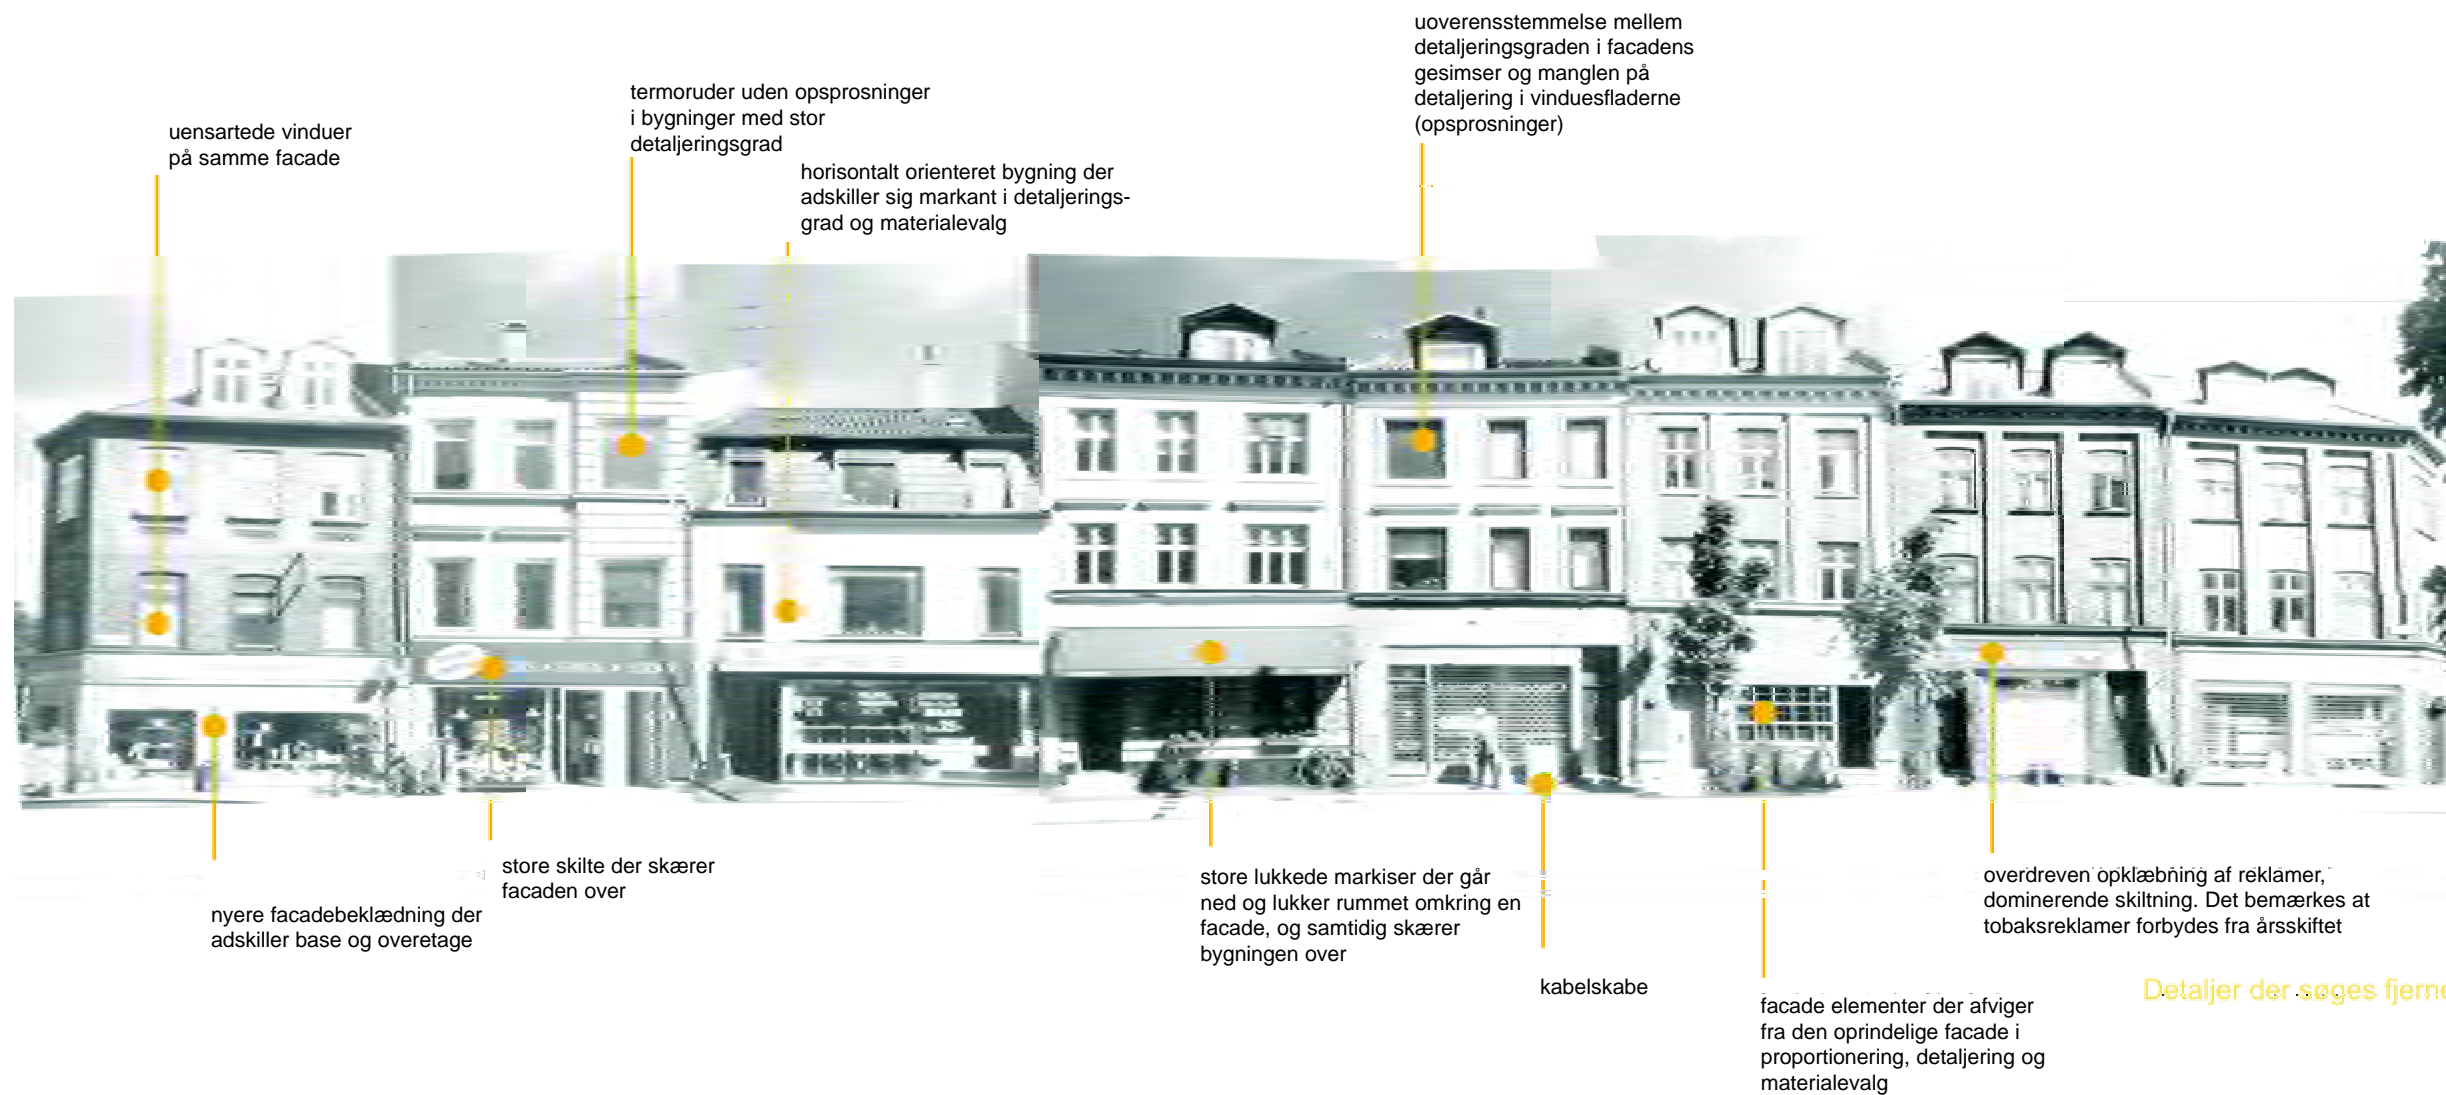 uoverensstemmelse mellem
detaljeringsgraden i facadens
gesimser og manglen på
detaljering i vinduesfladerne
(opsprosninger)
termoruder uden opsprosninger
i bygninger med stor
detaljeringsgrad
uensartede vinduer
på samme facade
horisontalt orienteret bygning der
adskiller sig markant i detaljerings-
grad og materialevalg
store skilte der skærer
facaden over
nyere facadebeklædning der
adskiller base og overetage
store lukkede markiser der går
ned og lukker rummet omkring en
facade, og samtidig skærer
bygningen over
kabelskabe
overdreven opklæbning af reklamer,
dominerende skiltning. Det bemærkes at
tobaksreklamer forbydes fra årsskiftet
Detaljer der søges fjerne
facade elementer der afviger
fra den oprindelige facade i
proportionering, detaljering og
materialevalg